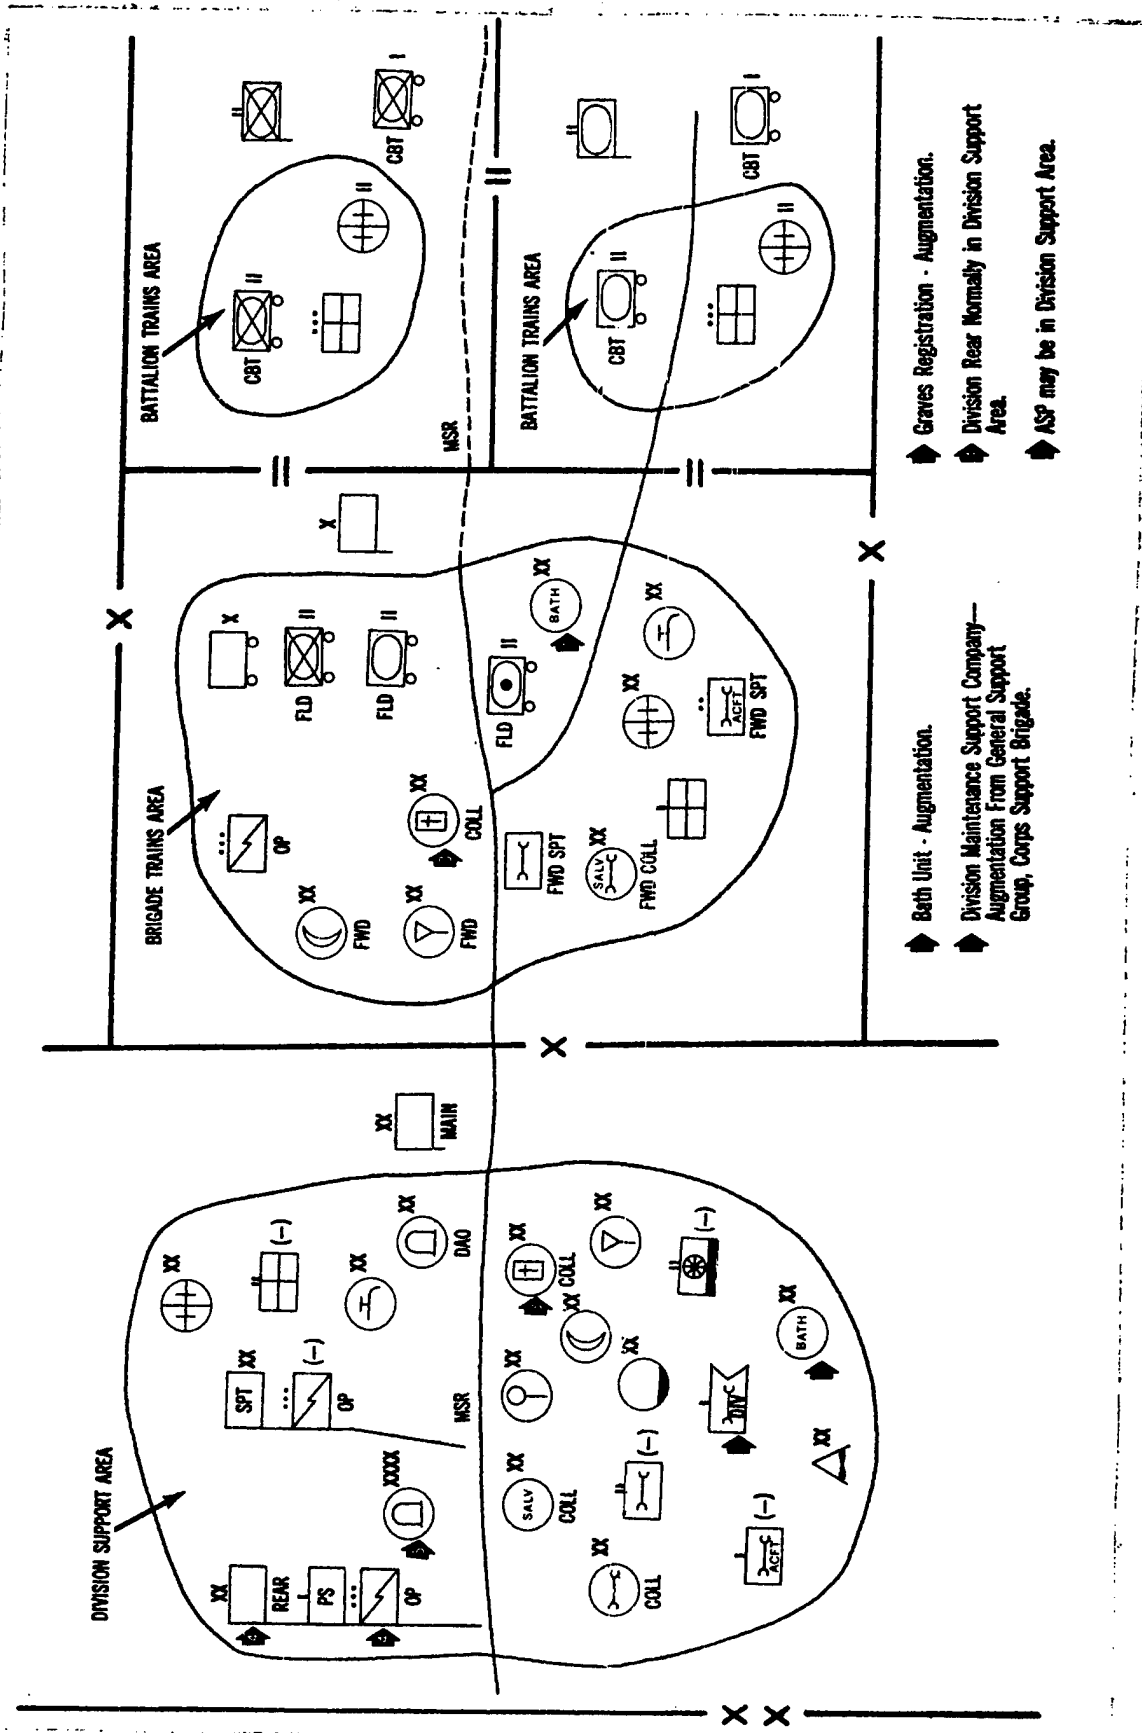 DIVISION SUPPORT AREA
XX
REAR
PS
OP
XXXX
SPT
XX
(–)
OP
XX
XX
(–)
XX
XX
DAO
XX
MAIN
MSR
XX
SALV
COLL
XX
XX
COLL
XX
XX
XX
COLL
(–)
XX
DIV
(–)
ACFT
(–)
XX
XX
BATH
X X
X
BRIGADE TRAINS AREA
OP
XX
FWD
XX
FWD
XX
COLL
X
II
FLD
II
FLD
II
FLD
XX
BATH
FWD SPT
XX
SALV
FWD COLL
XX
XX
ACFT
FWD SPT
X
X
X
MSR
BATTALION TRAINS AREA
II
CBT
II
II
I
CBT
BATTALION TRAINS AREA
II
CBT
II
II
I
CBT
Bath Unit - Augmentation.
Division Maintenance Support Company—
Augmentation From General Support
Group, Corps Support Brigade.
Graves Registration - Augmentation.
Division Rear Normally in Division Support
Area.
ASP may be in Division Support Area.